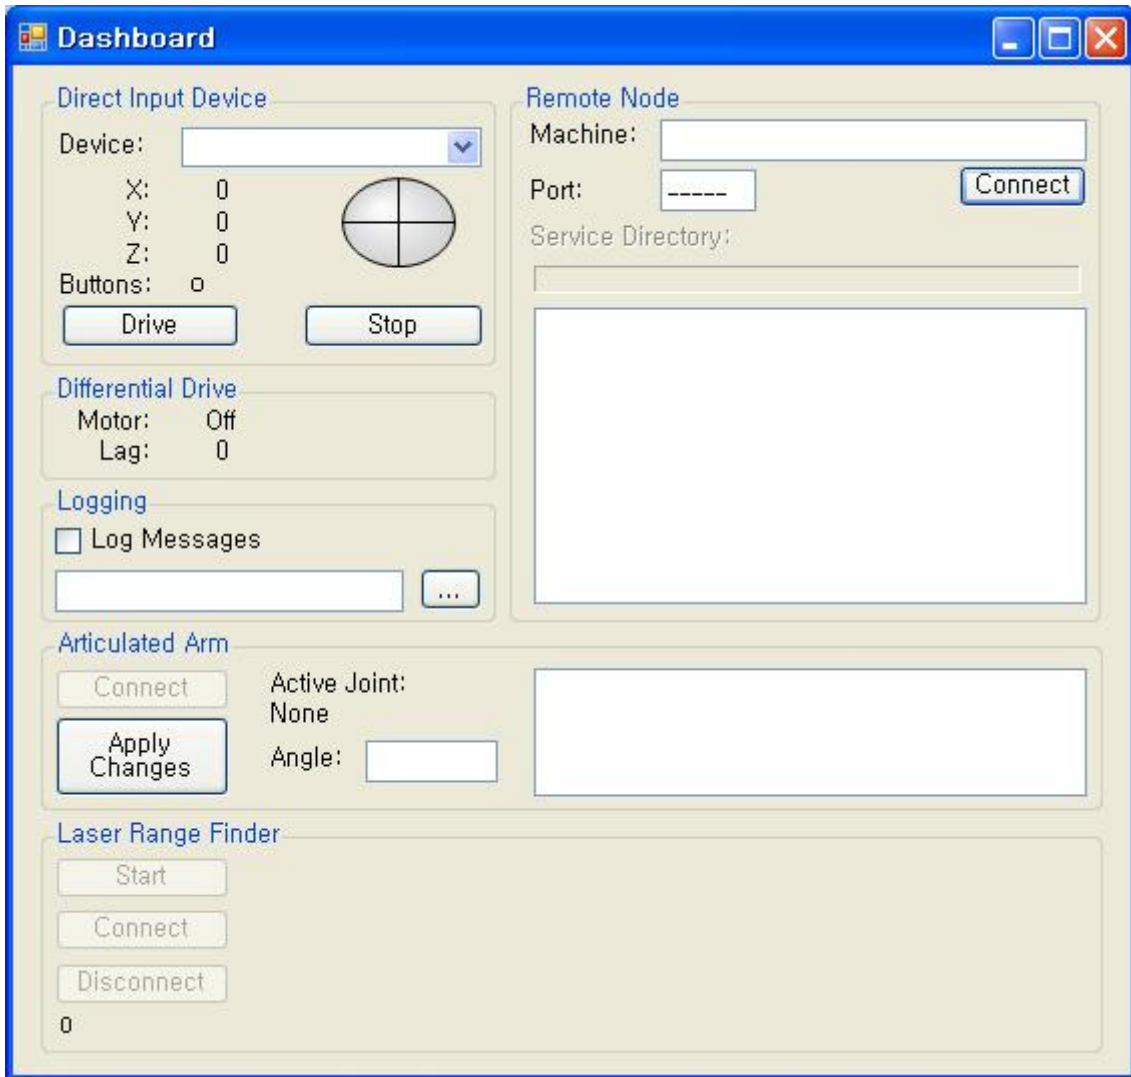 Dashboard
Direct Input Device
Device:
X: 0
Y: 0
Z: 0
Buttons: o
Drive
Stop
Differential Drive
Motor: Off
Lag: 0
Logging
Log Messages
...
Remote Node
Machine:
Port: _____
Connect
Service Directory:
Articulated Arm
Connect
Apply
Changes
Active Joint:
None
Angle:
Laser Range Finder
Start
Connect
Disconnect
0